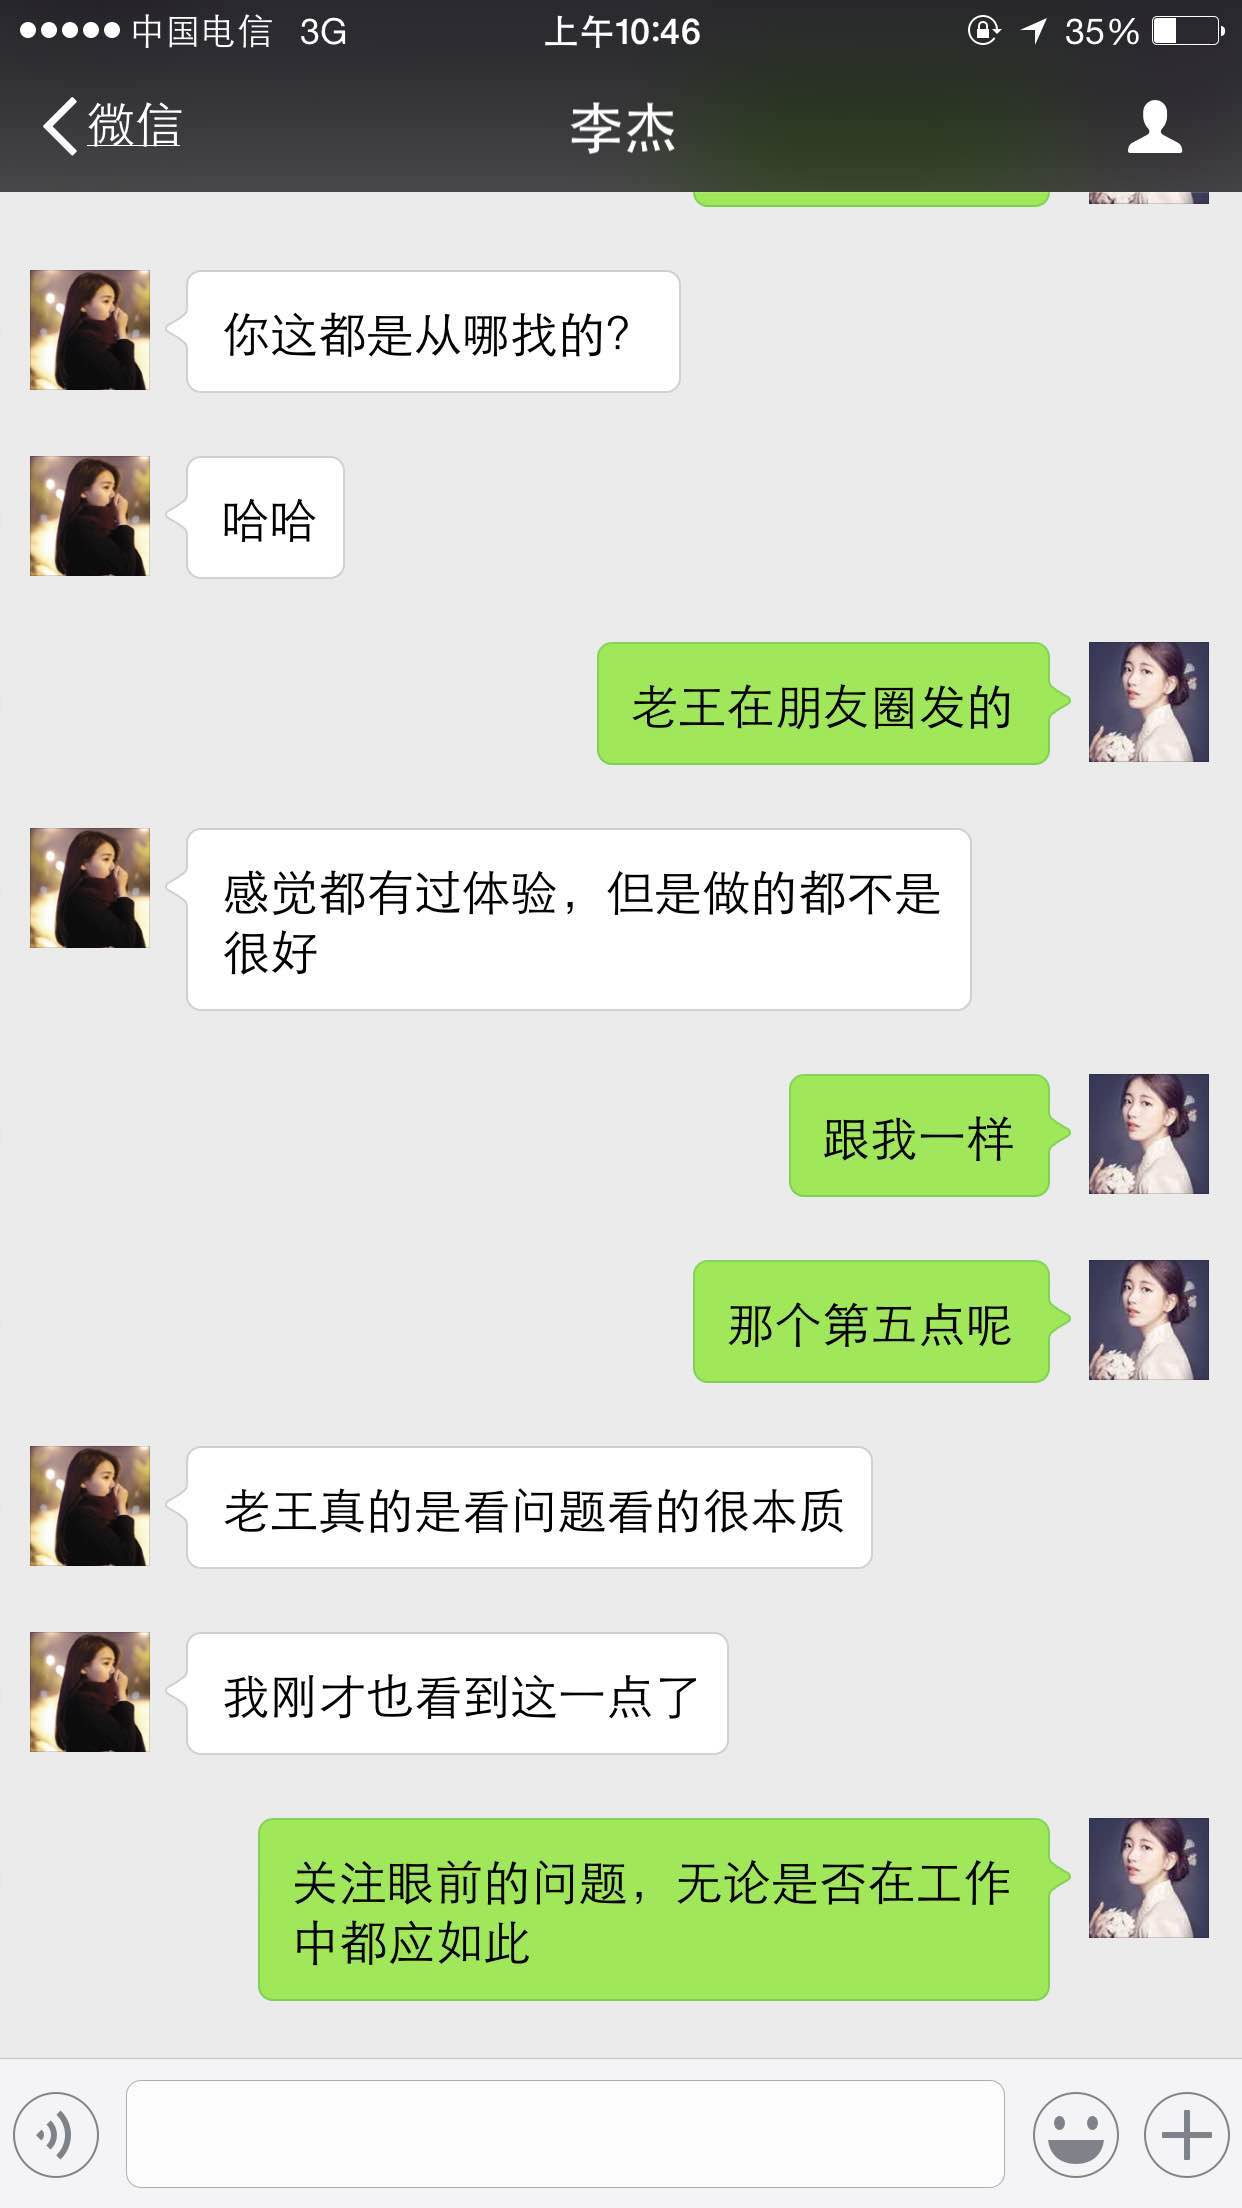 中国电信 3G 上午10:46 35%
微信 李杰
你这都是从哪找的?
哈哈
老王在朋友圈发的
感觉都有过体验，但是做的都不是
很好
跟我一样
那个第五点呢
老王真的是看问题看的很本质
我刚才也看到这一点了
关注眼前的问题，无论是否在工作
中都应如此